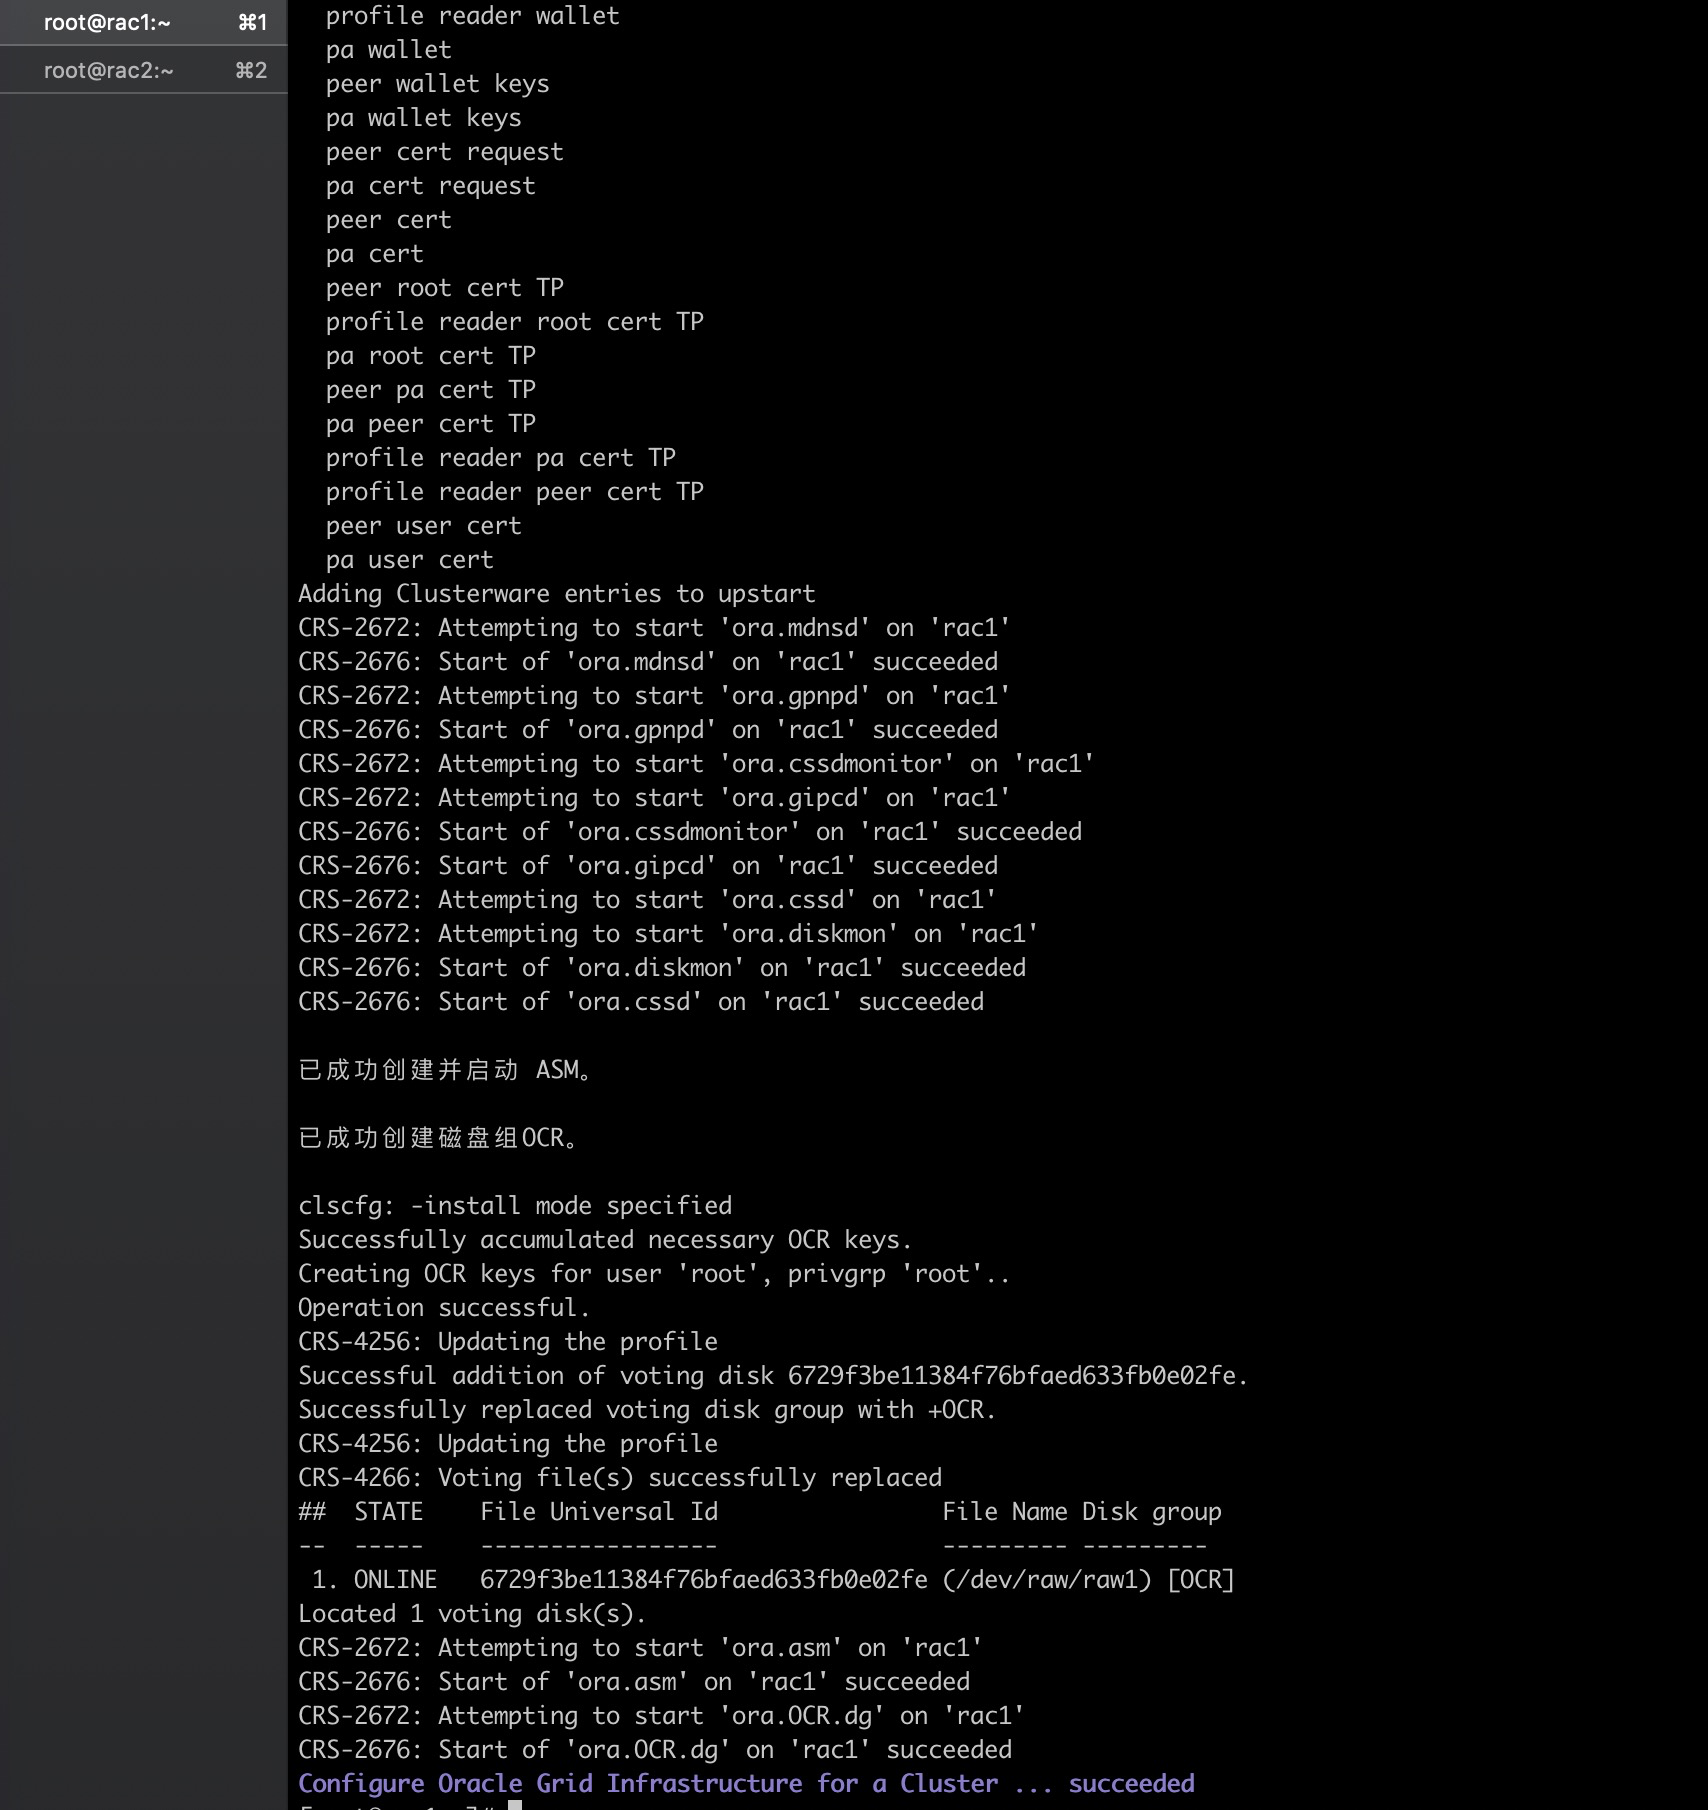 root@rac1:~ ⌘1
root@rac2:~ ⌘2
profile reader wallet
pa wallet
peer wallet keys
pa wallet keys
peer cert request
pa cert request
peer cert
pa cert
peer root cert TP
profile reader root cert TP
pa root cert TP
peer pa cert TP
pa peer cert TP
profile reader pa cert TP
profile reader peer cert TP
peer user cert
pa user cert
Adding Clusterware entries to upstart
CRS-2672: Attempting to start 'ora.mdnsd' on 'rac1'
CRS-2676: Start of 'ora.mdnsd' on 'rac1' succeeded
CRS-2672: Attempting to start 'ora.gpnpd' on 'rac1'
CRS-2676: Start of 'ora.gpnpd' on 'rac1' succeeded
CRS-2672: Attempting to start 'ora.cssdmonitor' on 'rac1'
CRS-2672: Attempting to start 'ora.gipcd' on 'rac1'
CRS-2676: Start of 'ora.cssdmonitor' on 'rac1' succeeded
CRS-2676: Start of 'ora.gipcd' on 'rac1' succeeded
CRS-2672: Attempting to start 'ora.cssd' on 'rac1'
CRS-2672: Attempting to start 'ora.diskmon' on 'rac1'
CRS-2676: Start of 'ora.diskmon' on 'rac1' succeeded
CRS-2676: Start of 'ora.cssd' on 'rac1' succeeded
已成功创建并启动 ASM。
已成功创建磁盘组OCR。
clscfg: -install mode specified
Successfully accumulated necessary OCR keys.
Creating OCR keys for user 'root', privgrp 'root'..
Operation successful.
CRS-4256: Updating the profile
Successful addition of voting disk 6729f3be11384f76bfaed633fb0e02fe.
Successfully replaced voting disk group with +OCR.
CRS-4256: Updating the profile
CRS-4266: Voting file(s) successfully replaced
## STATE File Universal Id File Name Disk group
-- ----- ----------------- --------- ---------
1. ONLINE 6729f3be11384f76bfaed633fb0e02fe (/dev/raw/raw1) [OCR]
Located 1 voting disk(s).
CRS-2672: Attempting to start 'ora.asm' on 'rac1'
CRS-2676: Start of 'ora.asm' on 'rac1' succeeded
CRS-2672: Attempting to start 'ora.OCR.dg' on 'rac1'
CRS-2676: Start of 'ora.OCR.dg' on 'rac1' succeeded
Configure Oracle Grid Infrastructure for a Cluster ... succeeded